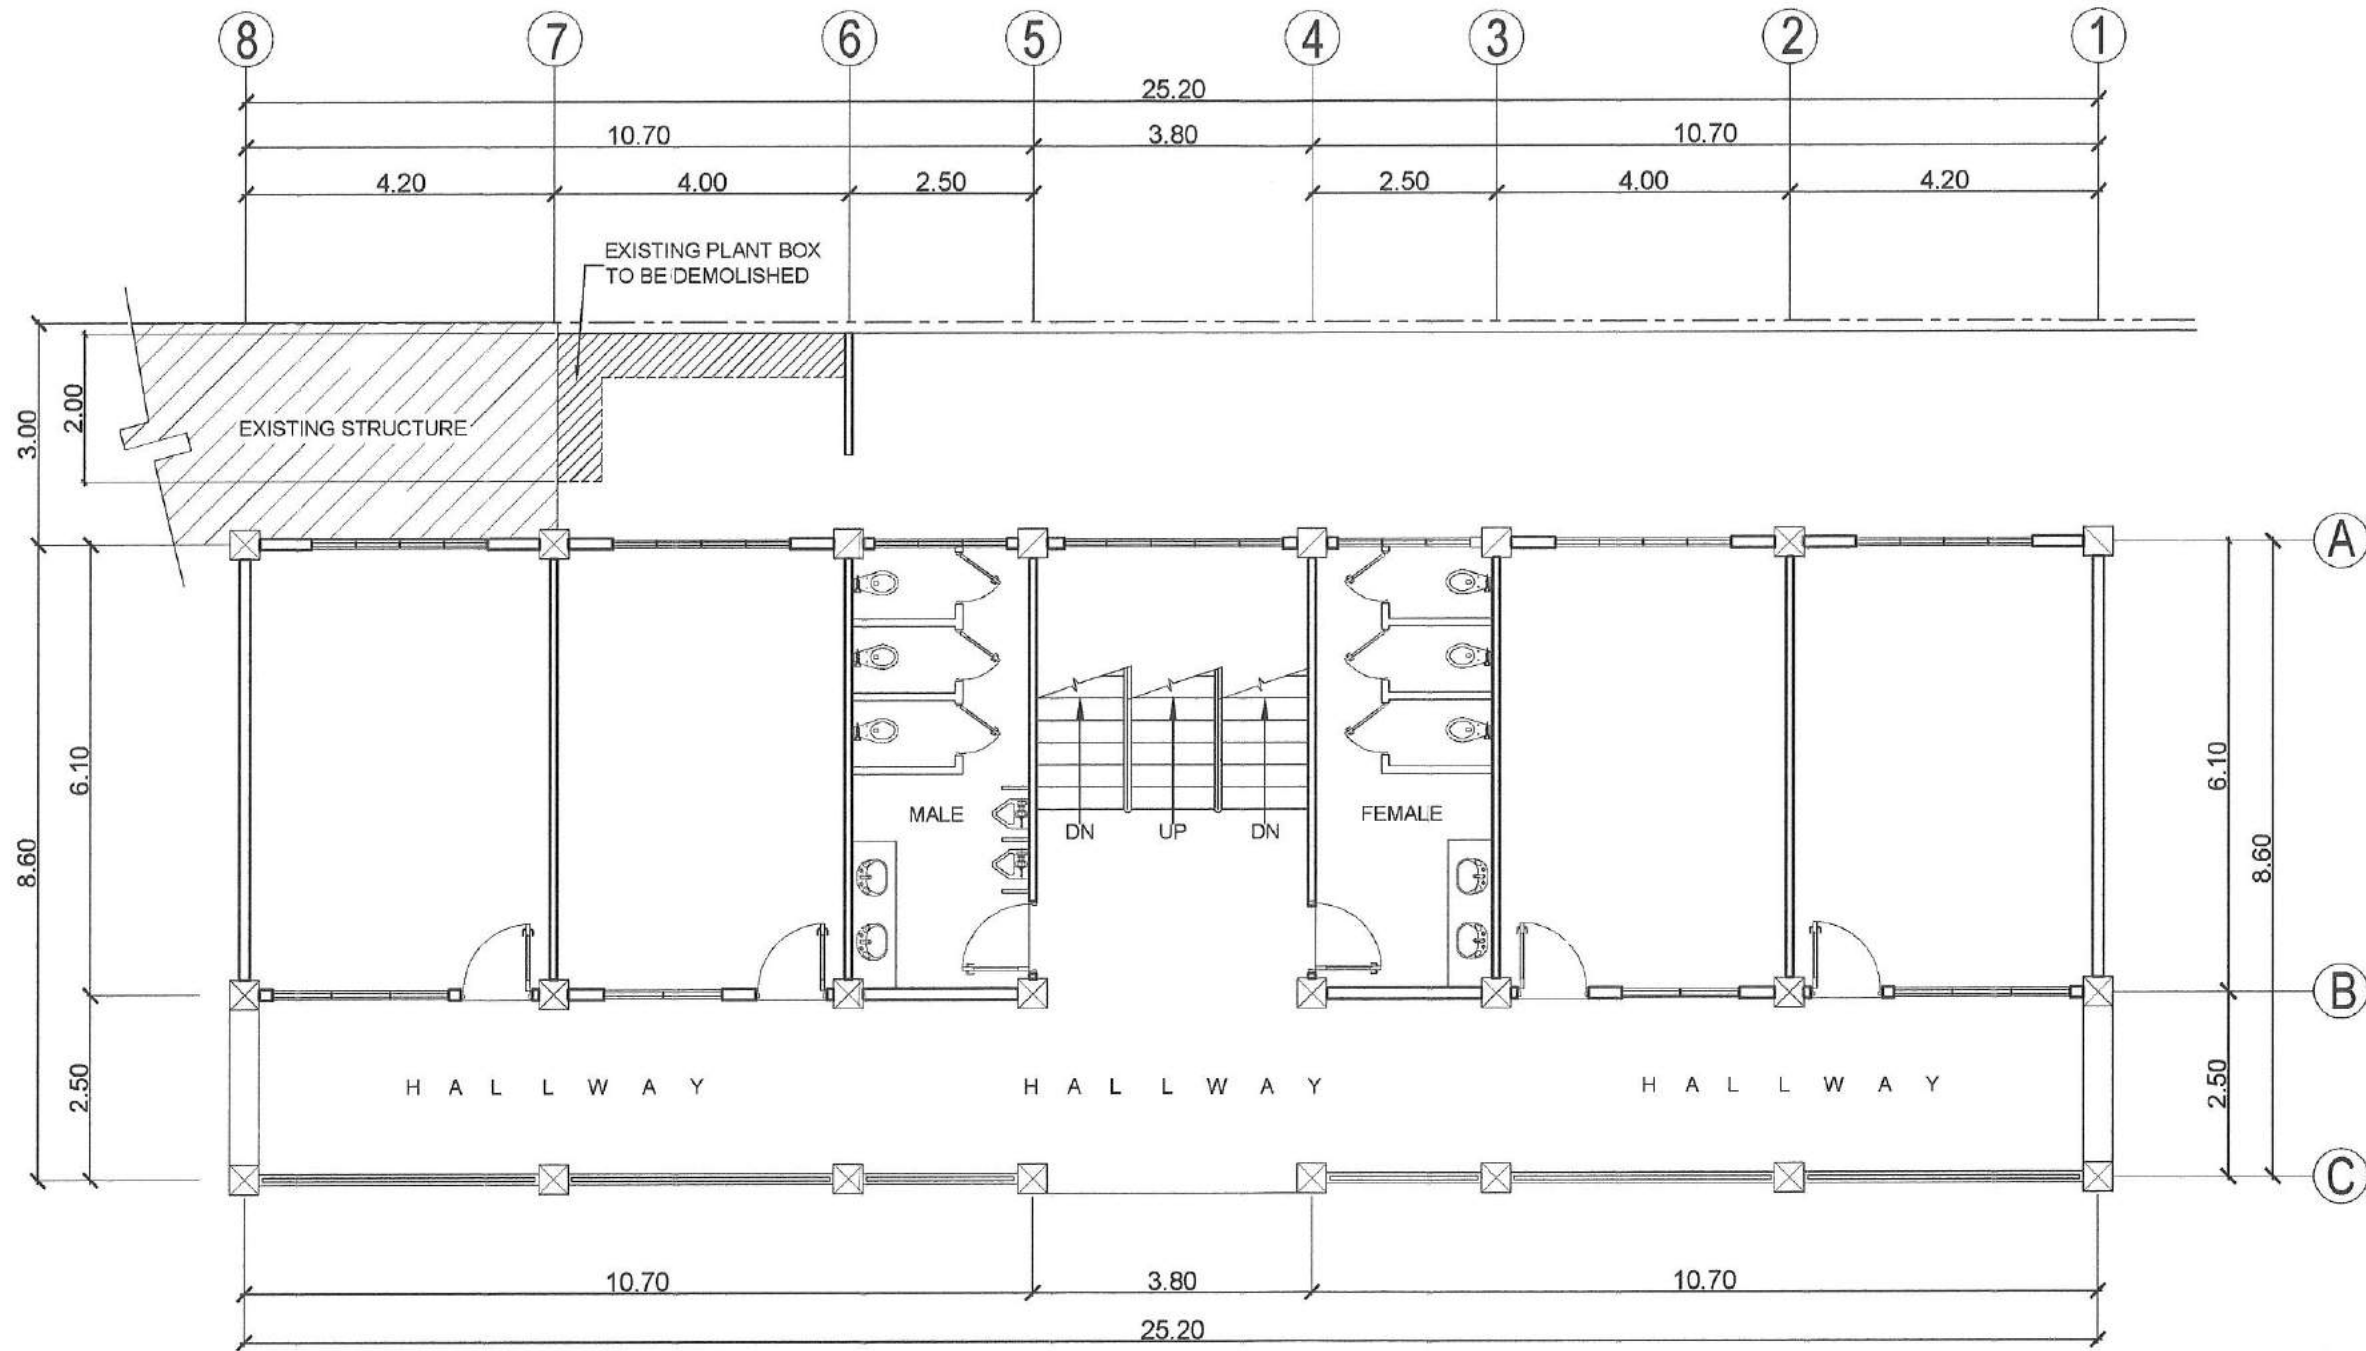 8 7 6 5 4 3 2 1
25.20
10.70 3.80 10.70
4.20 4.00 2.50 2.50 4.00 4.20
EXISTING PLANT BOX
TO BE DEMOLISHED
3.00
2.00
EXISTING STRUCTURE
A
6.10
8.60
MALE
DN UP DN
FEMALE
6.10
8.60
B
2.50
HALLWAY HALLWAY HALLWAY
2.50
C
10.70 3.80 10.70
25.20